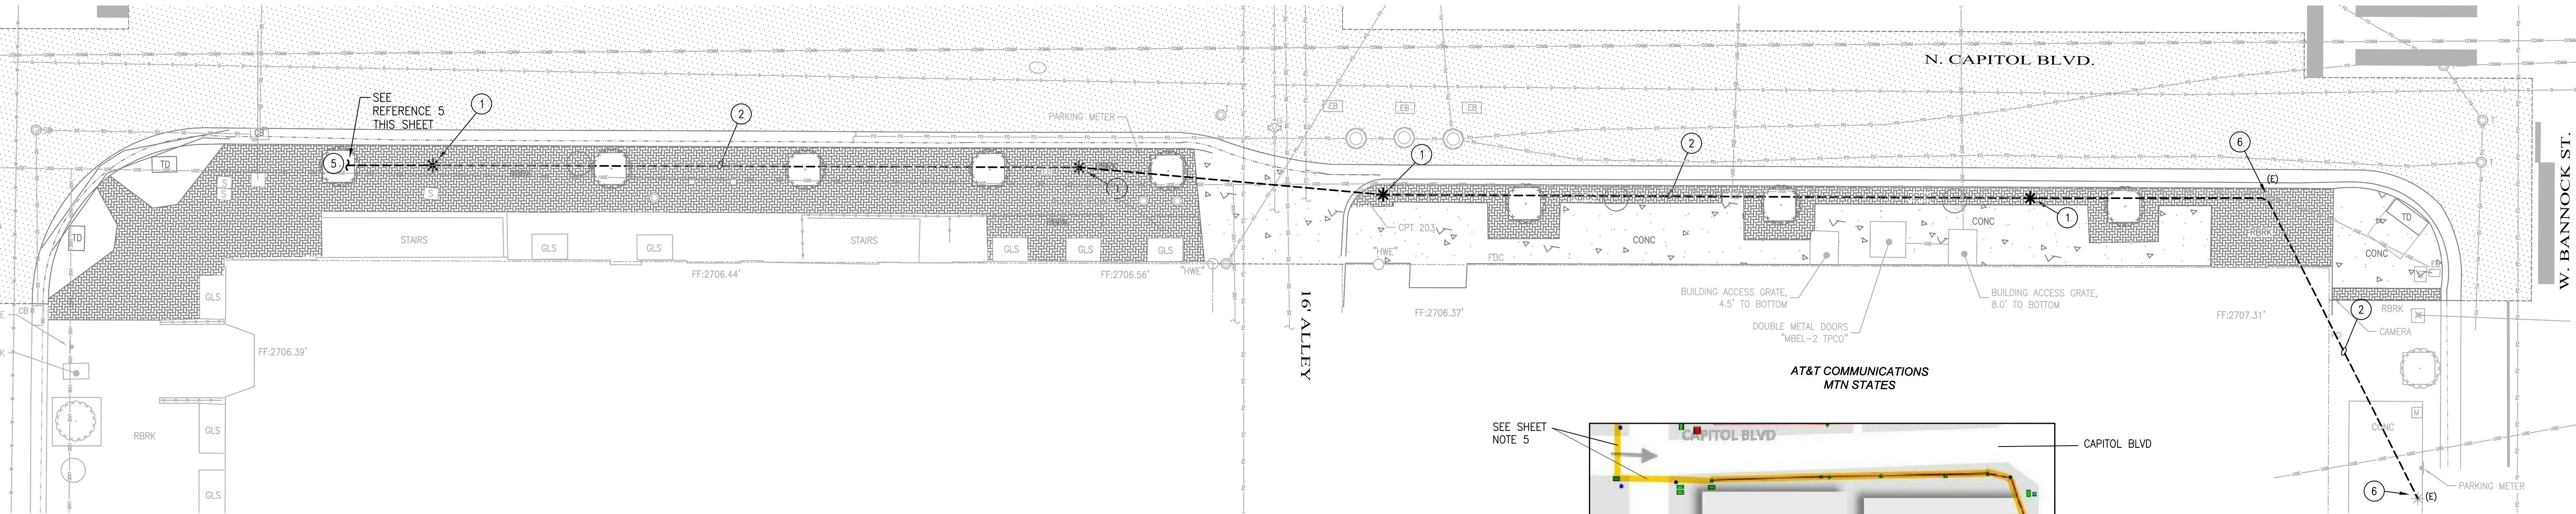 N. CAPITOL BLVD.
W. BANNOCK ST.
16' ALLEY
SEE
REFERENCE 5
THIS SHEET
1
2
5
TD
TD
CB
S
S
S
STAIRS
GLS
GLS
STAIRS
GLS
GLS
GLS
PARKING METER
1
FF:2706.44'
FF:2706.56'
"HWE"
GLS
FF:2706.39'
CB
RBRK
GLS
GLS
EB
EB
EB
1
2
6
(E)
CPT 203
"HWE"
FDC
CONC
CONC
1
RBRK
CONC
TD
FF:2706.37'
BUILDING ACCESS GRATE,
4.5' TO BOTTOM
DOUBLE METAL DOORS
"MBEL-2 TPCO"
BUILDING ACCESS GRATE,
8.0' TO BOTTOM
FF:2707.31'
RBRK
CAMERA
2
M
CONC
PARKING METER
6
(E)
AT&T COMMUNICATIONS
MTN STATES
SEE SHEET
NOTE 5
CAPITOL BLVD
CAPITOL BLVD